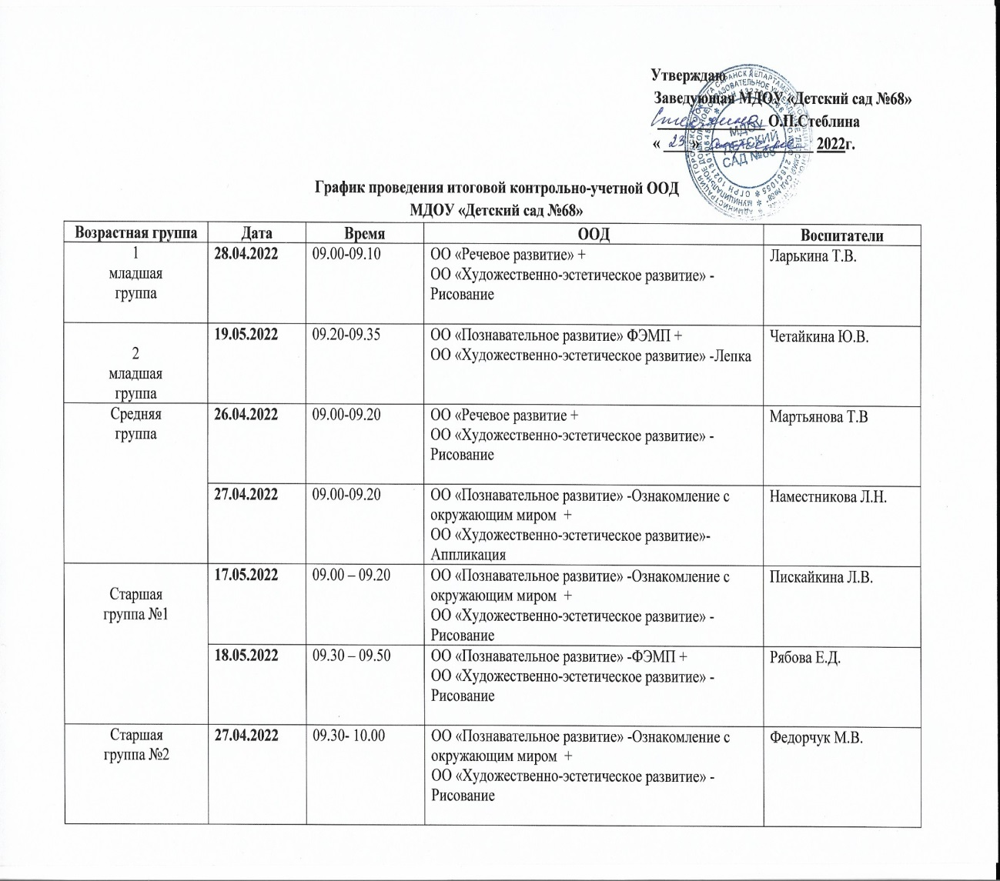 Утверждаю
Заведующая МДОУ «Детский сад №68»
О.П.Стеблина
« 23 » 2022г.
МДОУ
ДЕТСКИЙ
САД №68
График проведения итоговой контрольно-учетной ООД
МДОУ «Детский сад №68»
Возрастная группа Дата Время ООД Воспитатели
1 младшая группа 28.04.2022 09.00-09.10 ОО «Речевое развитие» + Ларькина Т.В.
ОО «Художественно-эстетическое развитие» -
Рисование
2 младшая группа 19.05.2022 09.20-09.35 ОО «Познавательное развитие» ФЭМП + Четайкина Ю.В.
ОО «Художественно-эстетическое развитие» -Лепка
Средняя группа 26.04.2022 09.00-09.20 ОО «Речевое развитие + Мартьянова Т.В
ОО «Художественно-эстетическое развитие» -
Рисование
27.04.2022 09.00-09.20 ОО «Познавательное развитие» -Ознакомление с Наместникова Л.Н.
окружающим миром +
ОО «Художественно-эстетическое развитие»-
Аппликация
Старшая группа №1 17.05.2022 09.00 – 09.20 ОО «Познавательное развитие» -Ознакомление с Пискайкина Л.В.
окружающим миром +
ОО «Художественно-эстетическое развитие» -
Рисование
18.05.2022 09.30 – 09.50 ОО «Познавательное развитие» -ФЭМП + Рябова Е.Д.
ОО «Художественно-эстетическое развитие» -
Рисование
Старшая группа №2 27.04.2022 09.30- 10.00 ОО «Познавательное развитие» -Ознакомление с Федорчук М.В.
окружающим миром +
ОО «Художественно-эстетическое развитие» -
Рисование